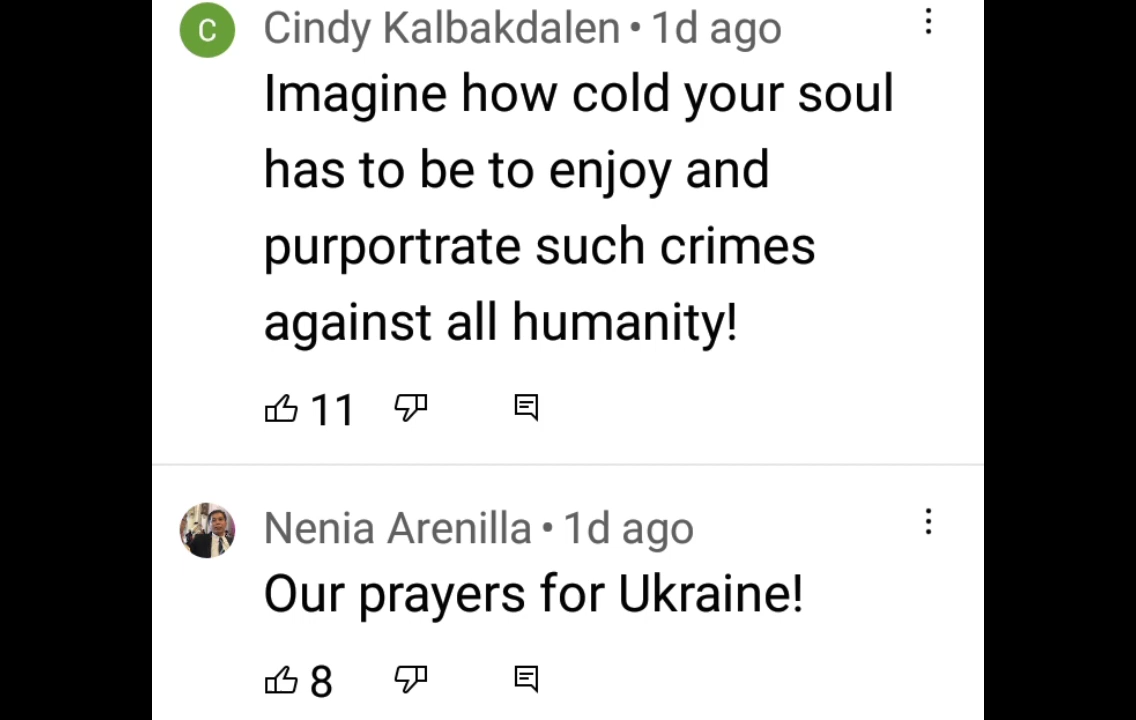 C
Cindy Kalbakdalen • 1d ago
Imagine how cold your soul
has to be to enjoy and
purportrate such crimes
against all humanity!
11
Nenia Arenilla • 1d ago
Our prayers for Ukraine!
8